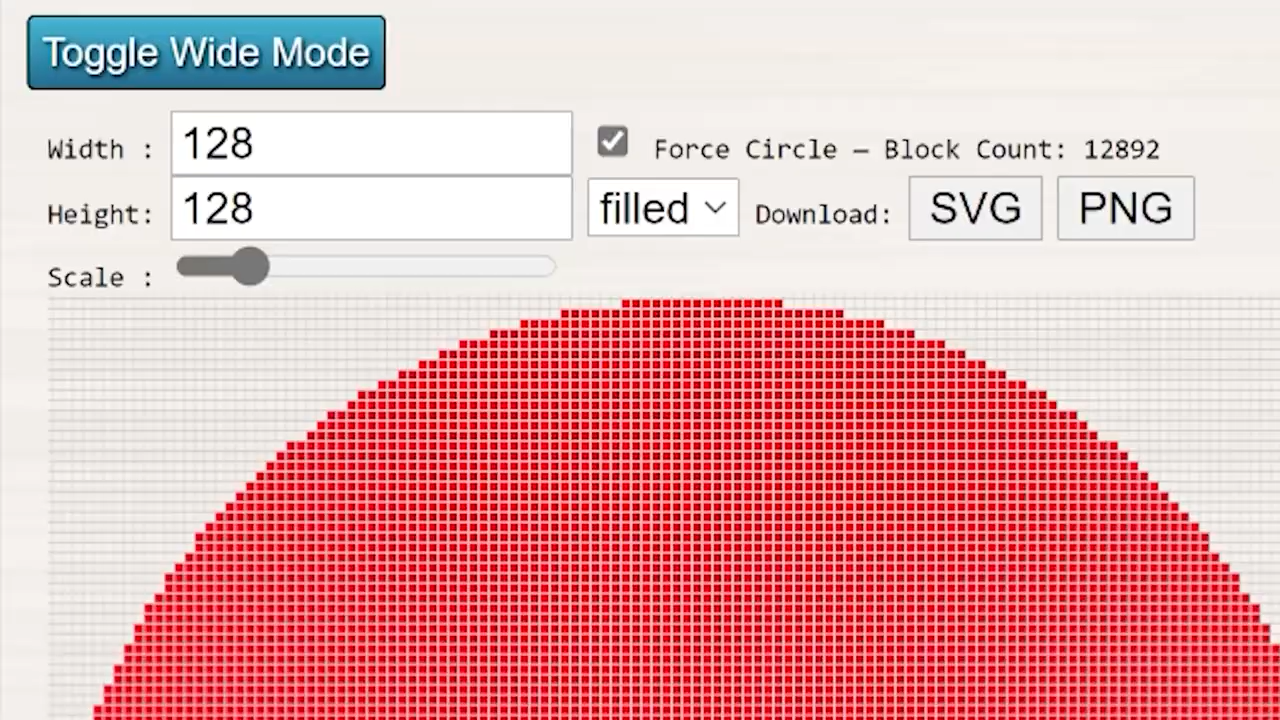 Toggle Wide Mode
Width : 128 Force Circle — Block Count: 12892
Height: 128 filled Download: SVG PNG
Scale :